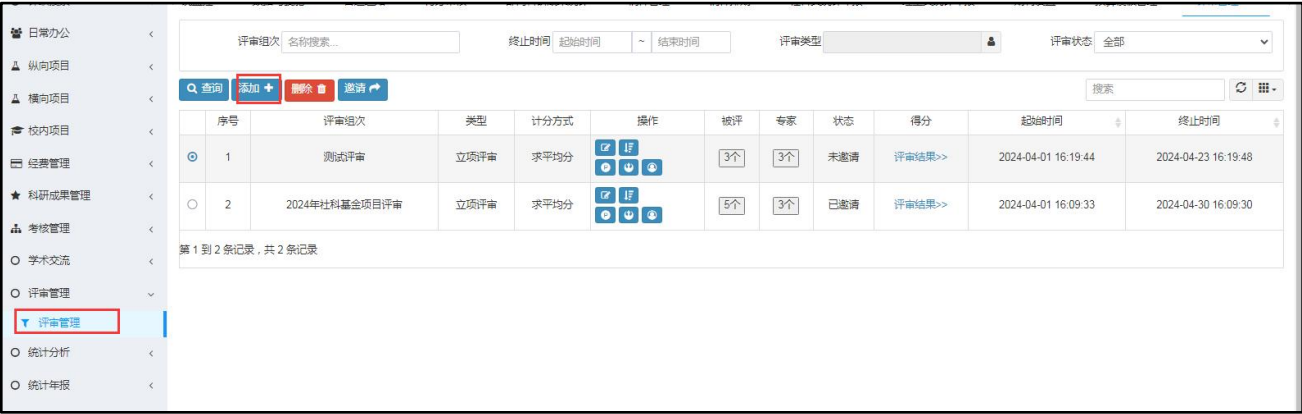 日常办公
纵向项目
横向项目
校内项目
经费管理
科研成果管理
考核管理
学术交流
评审管理
评审管理
统计分析
统计年报
评审组次 名称搜索... 终止时间 起始时间 ~ 结束时间 评审类型 评审状态 全部
查询 添加 删除 邀请 搜索
序号 评审组次 类型 计分方式 操作 被评 专家 状态 得分 起始时间 终止时间
1 测试评审 立项评审 求平均分 3个 3个 未邀请 评审结果>> 2024-04-01 16:19:44 2024-04-23 16:19:48
2 2024年社科基金项目评审 立项评审 求平均分 5个 3个 已邀请 评审结果>> 2024-04-01 16:09:33 2024-04-30 16:09:30
第 1 到 2 条记录，共 2 条记录